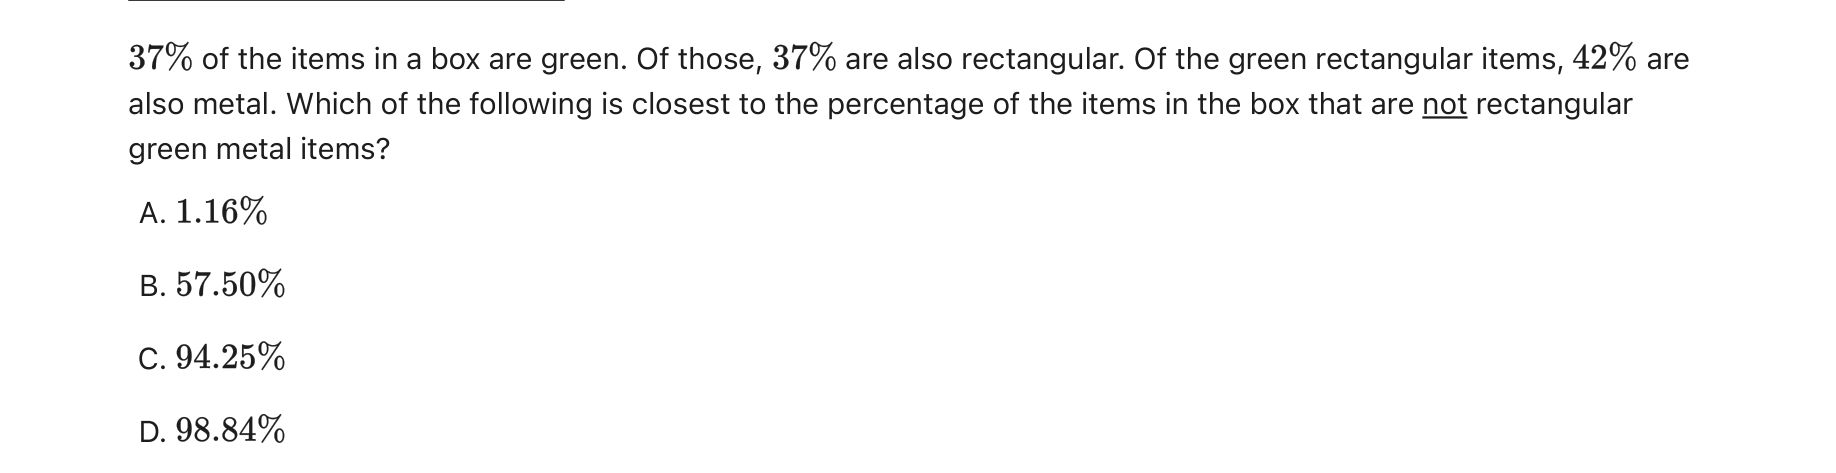 37% of the items in a box are green. Of those, 37% are also rectangular. Of the green rectangular items, 42% are
also metal. Which of the following is closest to the percentage of the items in the box that are not rectangular
green metal items?
A. 1.16%
B. 57.50%
C. 94.25%
D. 98.84%